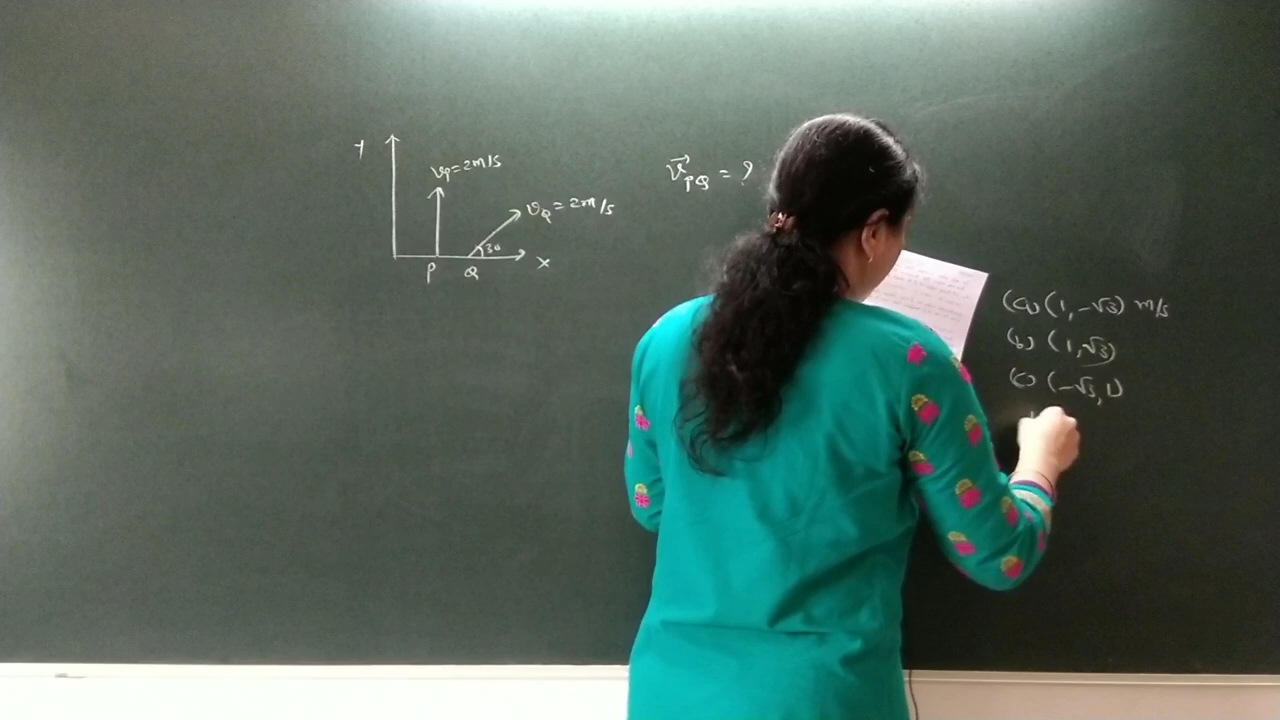 Y
vP=2m/s
vQ=2m/s
30
P
Q
X
v⃗PQ = ?
(a) (1, -√3) m/s
(b) (1, √3)
(c) (-√3, 1)